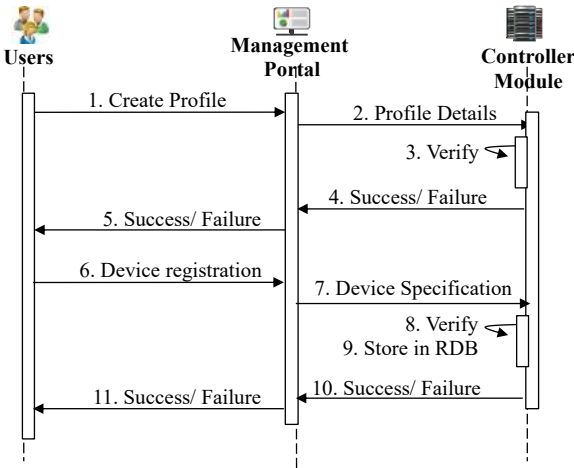 Users
Management
Portal
Controller
Module
1. Create Profile
2. Profile Details
3. Verify
4. Success/ Failure
5. Success/ Failure
6. Device registration
7. Device Specification
8. Verify
9. Store in RDB
10. Success/ Failure
11. Success/ Failure